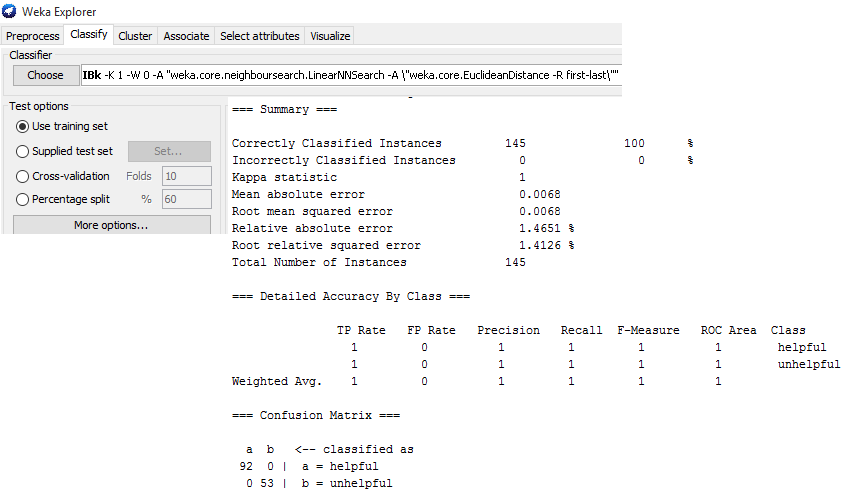 Weka Explorer
Preprocess Classify Cluster Associate Select attributes Visualize
Classifier
Choose IBk -K 1 -W 0 -A "weka.core.neighboursearch.LinearNNSearch -A \"weka.core.EuclideanDistance -R first-last\""
Test options
Use training set
Supplied test set Set...
Cross-validation Folds 10
Percentage split % 60
More options...
=== Summary ===
Correctly Classified Instances 145 100 %
Incorrectly Classified Instances 0 0 %
Kappa statistic 1
Mean absolute error 0.0068
Root mean squared error 0.0068
Relative absolute error 1.4651 %
Root relative squared error 1.4126 %
Total Number of Instances 145
=== Detailed Accuracy By Class ===
TP Rate FP Rate Precision Recall F-Measure ROC Area Class
1 0 1 1 1 1 helpful
1 0 1 1 1 1 unhelpful
Weighted Avg. 1 0 1 1 1 1
=== Confusion Matrix ===
a b <-- classified as
92 0 | a = helpful
0 53 | b = unhelpful